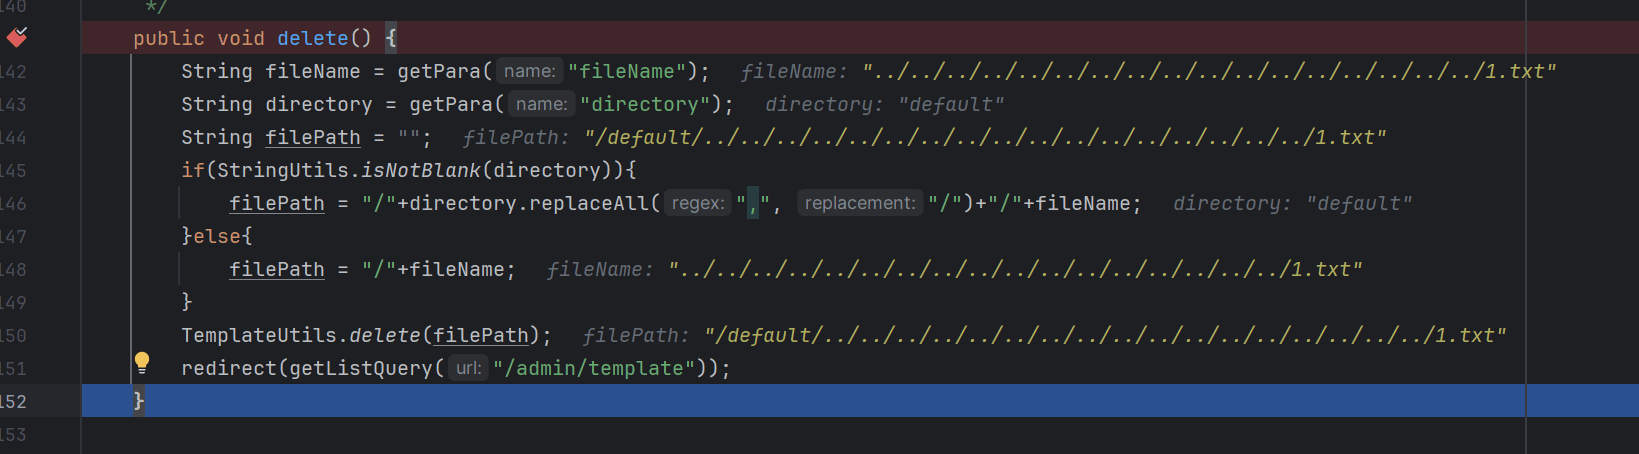 140 */
public void delete() {
142 String fileName = getPara( name: "fileName"); fileName: "../../../../../../../../../../../../../../../../../1.txt"
143 String directory = getPara( name: "directory"); directory: "default"
144 String filePath = ""; filePath: "/default/../../../../../../../../../../../../../../../../../1.txt"
145 if(StringUtils.isNotBlank(directory)){
146 filePath = "/"+directory.replaceAll( regex: ",", replacement: "/")+"/"+fileName; directory: "default"
147 }else{
148 filePath = "/"+fileName; fileName: "../../../../../../../../../../../../../../../../../1.txt"
149 }
150 TemplateUtils.delete(filePath); filePath: "/default/../../../../../../../../../../../../../../../../../1.txt"
151 redirect(getListQuery( url: "/admin/template"));
152 }
153